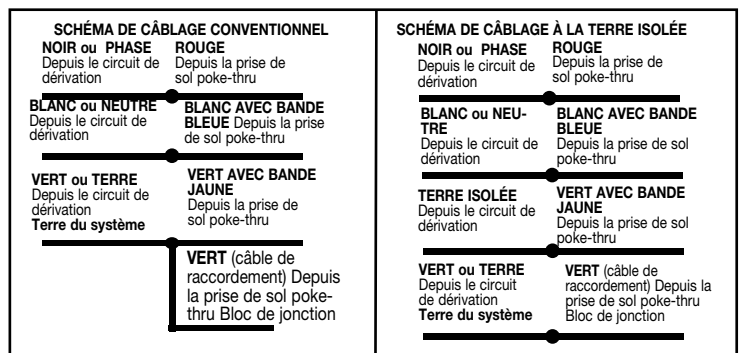 SCHÉMA DE CÂBLAGE CONVENTIONNEL
NOIR ou PHASE
Depuis le circuit de
dérivation
ROUGE
Depuis la prise de
sol poke-thru
BLANC ou NEUTRE
Depuis le circuit de
dérivation
BLANC AVEC BANDE
BLEUE Depuis la prise
de sol poke-thru
VERT ou TERRE
Depuis le circuit de
dérivation
Terre du système
VERT AVEC BANDE
JAUNE
Depuis la prise de
sol poke-thru
VERT (câble de
raccordement) Depuis
la prise de sol poke-
thru Bloc de jonction
SCHÉMA DE CÂBLAGE À LA TERRE ISOLÉE
NOIR ou PHASE
Depuis le circuit de
dérivation
ROUGE
Depuis la prise de
sol poke-thru
BLANC ou NEU-
TRE
Depuis le circuit de
dérivation
BLANC AVEC BANDE
BLEUE
Depuis la prise de sol
poke-thru
TERRE ISOLÉE
Depuis le circuit de
dérivation
VERT AVEC BANDE
JAUNE
Depuis la prise de sol
poke-thru
VERT ou TERRE
Depuis le circuit
de dérivation
Terre du système
VERT (câble de
raccordement) Depuis la
prise de sol poke-thru
Bloc de jonction